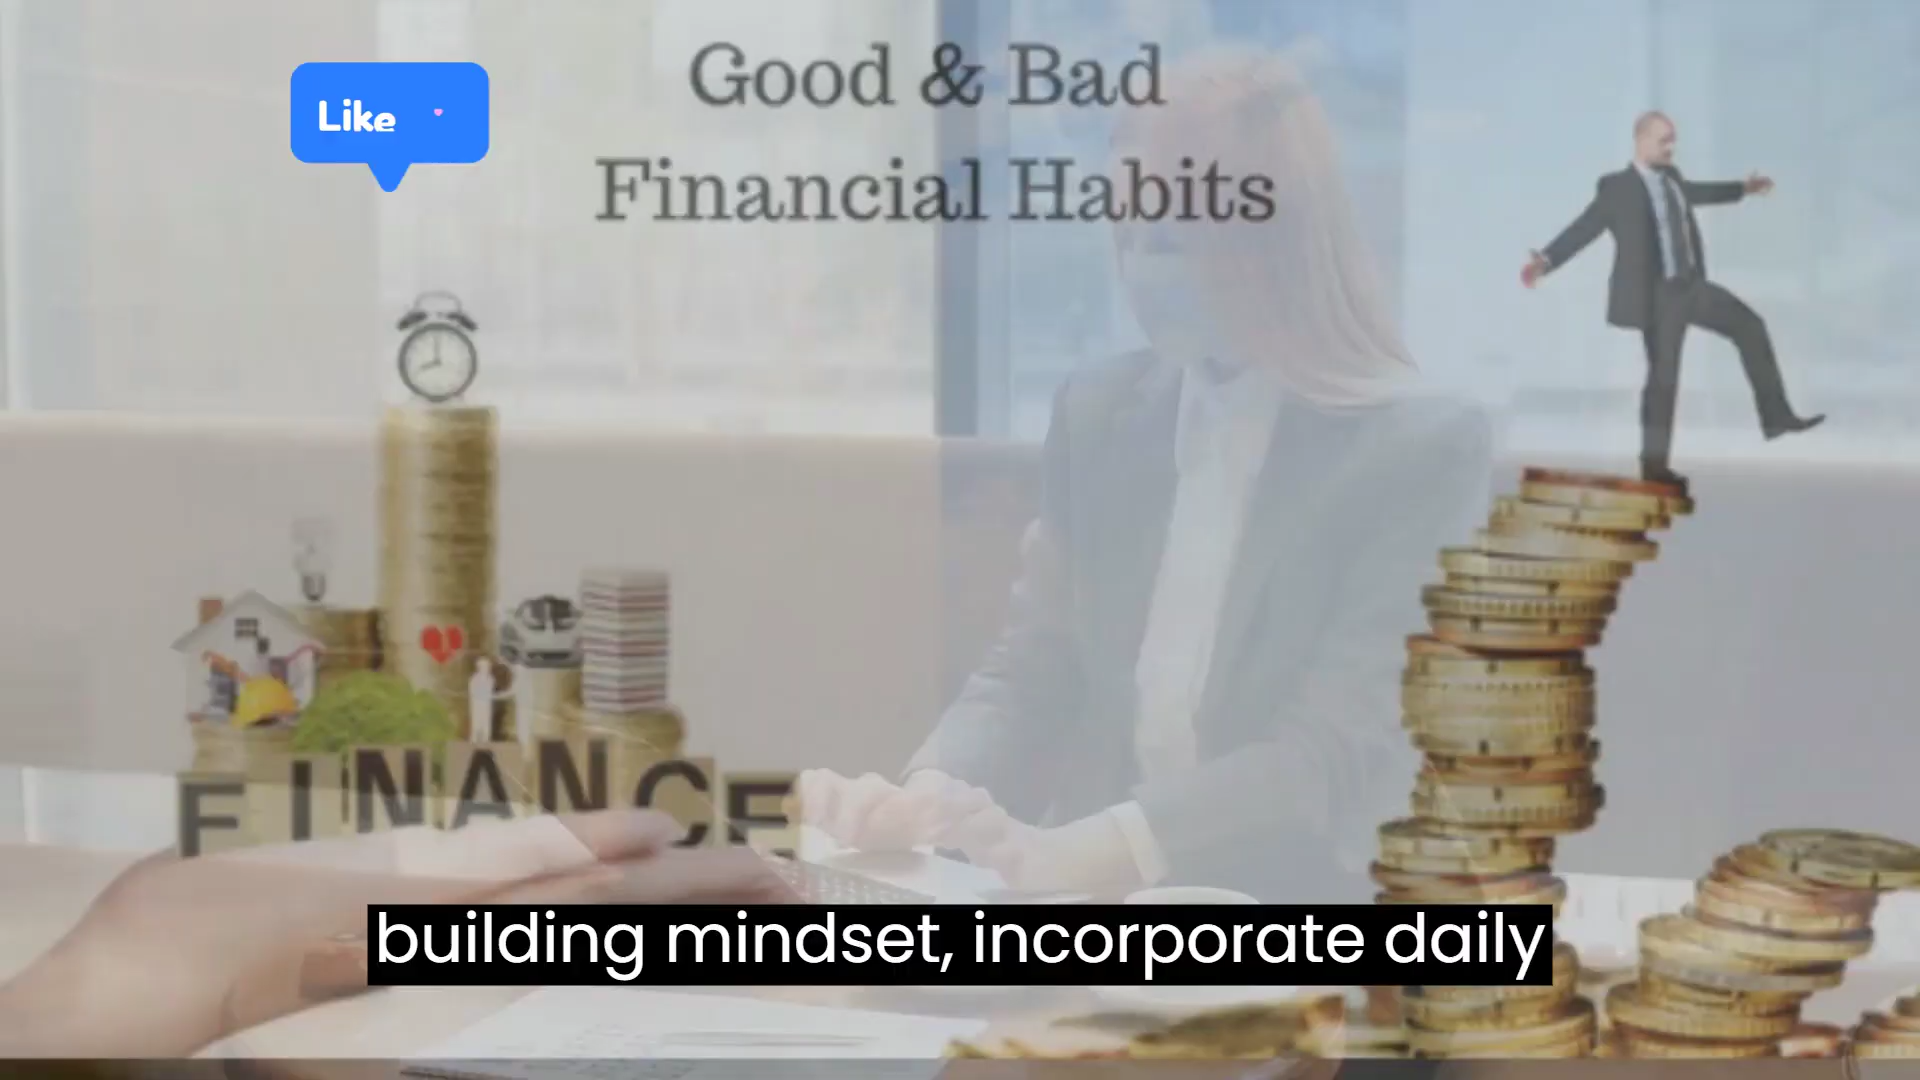 Like
Good & Bad
Financial Habits
FINANCE
building mindset, incorporate daily